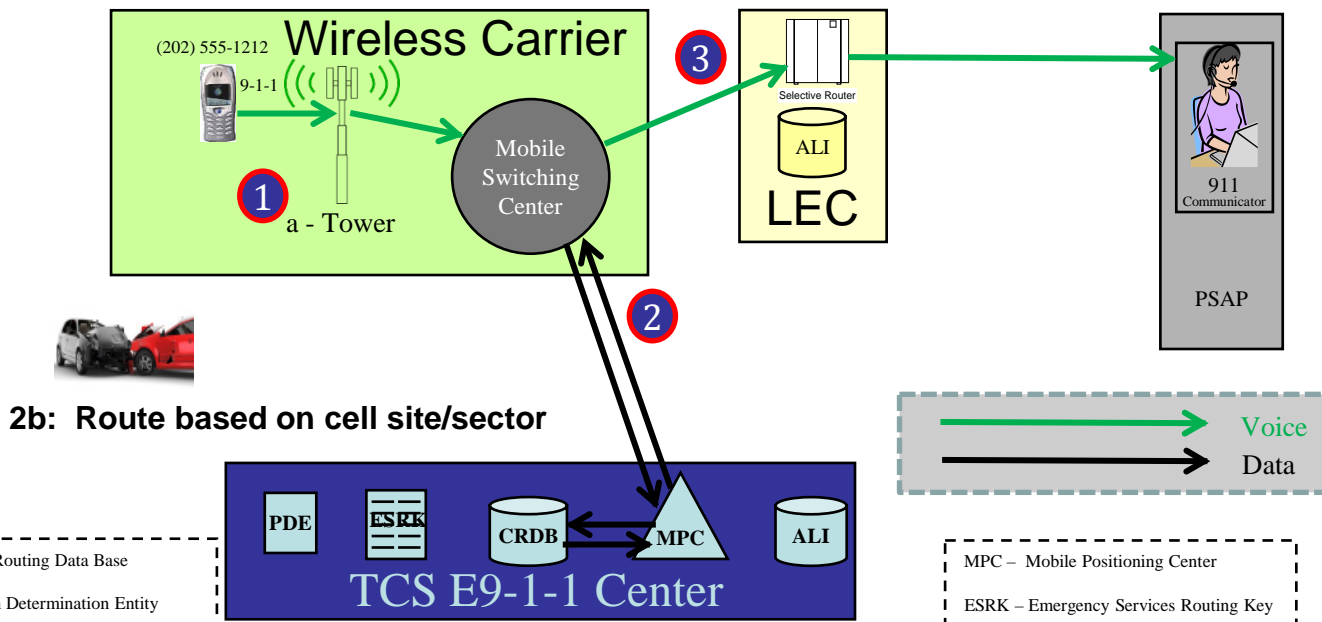 Wireless Carrier
(202) 555-1212
9-1-1
1
a - Tower
Mobile
Switching
Center
2
3
Selective Router
ALI
LEC
911
Communicator
PSAP
2b: Route based on cell site/sector
Voice
Data
PDE
ESRK
CRDB
MPC
ALI
TCS E9-1-1 Center
Routing Data Base
Determination Entity
MPC – Mobile Positioning Center
ESRK – Emergency Services Routing Key